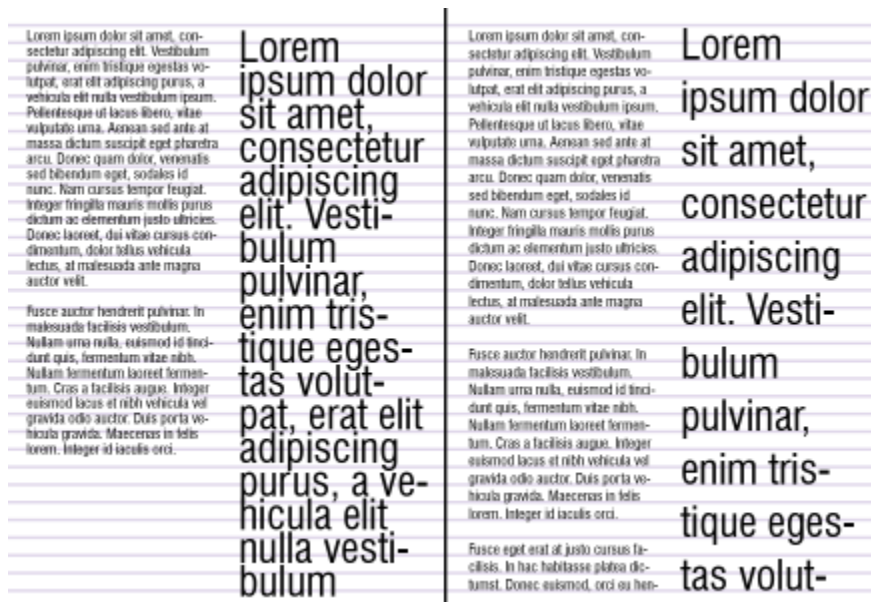 Lorem ipsum dolor sit amet, con-
sectetur adipiscing elit. Vestibulum
pulvinar, enim tristique egestas vo-
lutpat, erat elit adipiscing purus, a
vehicula elit nulla vestibulum ipsum.
Pellentesque ut lacus libero, vitae
vulputate urna. Aenean sed ante at
massa dictum suscipit eget pharetra
arcu. Donec quam dolor, venenatis
sed bibendum eget, sodales id
nunc. Nam cursus tempor feugiat.
Integer fringilla mauris mollis purus
dictum ac elementum justo ultricies.
Donec laoreet, dui vitae cursus con-
dimentum, dolor tellus vehicula
lectus, at malesuada ante magna
auctor velit.
Fusce auctor hendrerit pulvinar. In
malesuada facilisis vestibulum.
Nullam urna nulla, euismod id tinci-
dunt quis, fermentum vitae nibh.
Nullam fermentum laoreet fermen-
tum. Cras a facilisis augue. Integer
euismod lacus et nibh vehicula vel
gravida odio auctor. Duis porta ve-
hicula gravida. Maecenas in felis
lorem. Integer id iaculis orci.
Lorem
ipsum dolor
sit amet,
consectetur
adipiscing
elit. Vesti-
bulum
pulvinar,
enim tris-
tique eges-
tas volut-
pat, erat elit
adipiscing
purus, a ve-
hicula elit
nulla vesti-
bulum
Lorem ipsum dolor sit amet, con-
sectetur adipiscing elit. Vestibulum
pulvinar, enim tristique egestas vo-
lutpat, erat elit adipiscing purus, a
vehicula elit nulla vestibulum ipsum.
Pellentesque ut lacus libero, vitae
vulputate urna. Aenean sed ante at
massa dictum suscipit eget pharetra
arcu. Donec quam dolor, venenatis
sed bibendum eget, sodales id
nunc. Nam cursus tempor feugiat.
Integer fringilla mauris mollis purus
dictum ac elementum justo ultricies.
Donec laoreet, dui vitae cursus con-
dimentum, dolor tellus vehicula
lectus, at malesuada ante magna
auctor velit.
Fusce auctor hendrerit pulvinar. In
malesuada facilisis vestibulum.
Nullam urna nulla, euismod id tinci-
dunt quis, fermentum vitae nibh.
Nullam fermentum laoreet fermen-
tum. Cras a facilisis augue. Integer
euismod lacus et nibh vehicula vel
gravida odio auctor. Duis porta ve-
hicula gravida. Maecenas in felis
lorem. Integer id iaculis orci.
Fusce eget erat at justo cursus fa-
cilisis. In hac habitasse platea dic-
tumst. Donec euismod, orci eu hen-
Lorem
ipsum dolor
sit amet,
consectetur
adipiscing
elit. Vesti-
bulum
pulvinar,
enim tris-
tique eges-
tas volut-